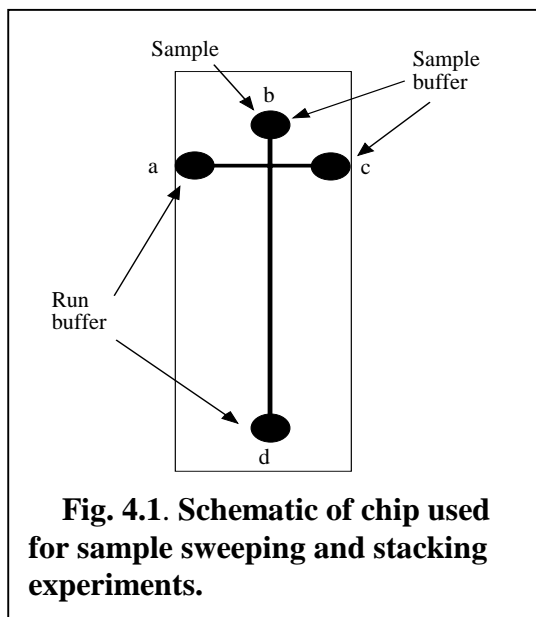 Sample
Sample
buffer
b
a
c
Run
buffer
d
Fig. 4.1. Schematic of chip used
for sample sweeping and stacking
experiments.